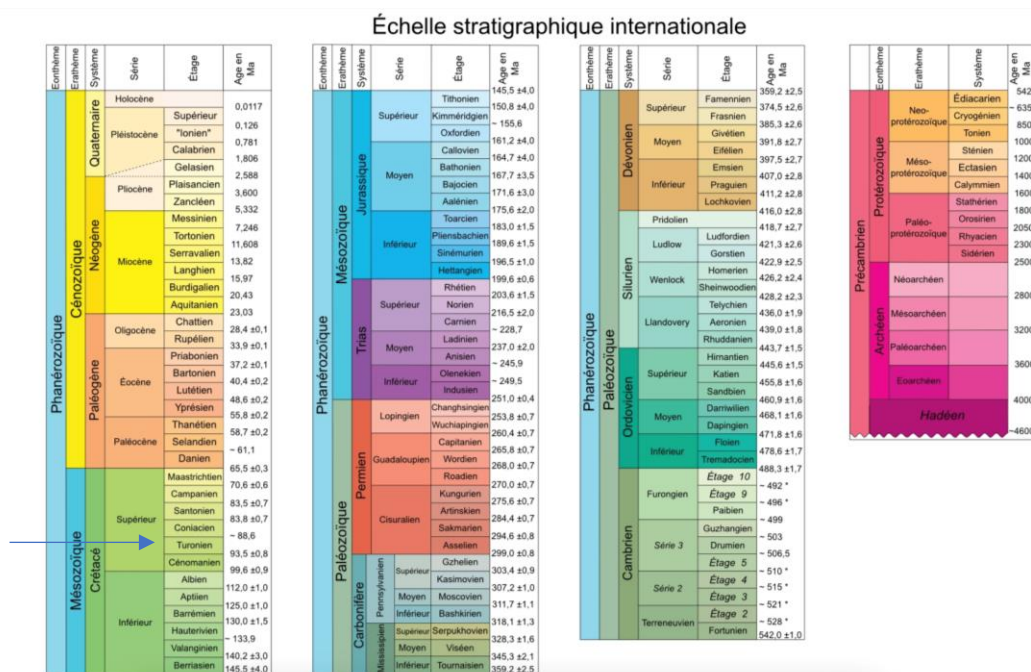 Échelle stratigraphique internationale
Éonthème
Érathème
Système
Série
Étage
Age en Ma
Phanérozoïque
Cénozoïque
Quaternaire
Holocène
0,0117
Pléistocène
Supérieur
0,126
"Ionien"
0,781
Calabrien
1,806
Gelasien
2,588
Néogène
Pliocène
Plaisancien
3,600
Zancléen
5,332
Miocène
Messinien
7,246
Tortonien
11,608
Serravalien
13,82
Langhien
15,97
Burdigalien
20,43
Aquitanien
23,03
Paléogène
Oligocène
Chattien
28,4 ±0,1
Rupélien
33,9 ±0,1
Éocène
Priabonien
37,2 ±0,1
Bartonien
40,4 ±0,2
Lutétien
48,6 ±0,2
Yprésien
55,8 ±0,2
Paléocène
Thanétien
58,7 ±0,2
Selandien
~ 61,1
Danien
65,5 ±0,3
Mésozoïque
Crétacé
Supérieur
Maastrichtien
70,6 ±0,6
Campanien
83,5 ±0,7
Santonien
83,8 ±0,7
Coniacien
~ 88,6
Turonien
93,5 ±0,8
Cénomanien
99,6 ±0,9
Inférieur
Albien
112,0 ±1,0
Aptien
125,0 ±1,0
Barrémien
130,0 ±1,5
Hauterivien
~ 133,9
Valanginien
140,2 ±3,0
Berriasien
145,5 ±4,0
Éonthème
Érathème
Système
Série
Étage
Age en Ma
145,5 ±4,0
Phanérozoïque
Mésozoïque
Jurassique
Supérieur
Tithonien
150,8 ±4,0
Kimméridgien
~ 155,6
Oxfordien
161,2 ±4,0
Moyen
Callovien
164,7 ±4,0
Bathonien
167,7 ±3,5
Bajocien
171,6 ±3,0
Aalénien
175,6 ±2,0
Inférieur
Toarcien
183,0 ±1,5
Pliensbachien
189,6 ±1,5
Sinémurien
196,5 ±1,0
Hettangien
199,6 ±0,6
Trias
Supérieur
Rhétien
203,6 ±1,5
Norien
216,5 ±2,0
Carnien
~ 228,7
Moyen
Ladinien
237,0 ±2,0
Anisien
~ 245,9
Inférieur
Olenekien
~ 249,5
Indusien
251,0 ±0,4
Paléozoïque
Permien
Lopingien
Changhsingien
253,8 ±0,7
Wuchiapingien
260,4 ±0,7
Guadaloupien
Capitanien
265,8 ±0,7
Wordien
268,0 ±0,7
Roadien
270,0 ±0,7
Cisuralien
Kungurien
275,6 ±0,7
Artinskien
284,4 ±0,7
Sakmarien
294,6 ±0,8
Asselien
299,0 ±0,8
Carbonifère
Pennsylvanien
Supérieur
Gzhelien
303,4 ±0,9
Kasimovien
307,2 ±1,0
Moyen
Moscovien
311,7 ±1,1
Inférieur
Bashkirien
318,1 ±1,3
Mississipien
Supérieur
Serpukhovien
328,3 ±1,6
Moyen
Viséen
345,3 ±2,1
Inférieur
Tournaisien
359,2 ±2,5
Éonthème
Érathème
Système
Série
Étage
Age en Ma
359,2 ±2,5
Phanérozoïque
Paléozoïque
Dévonien
Supérieur
Famennien
374,5 ±2,6
Frasnien
385,3 ±2,6
Moyen
Givétien
391,8 ±2,7
Eifélien
397,5 ±2,7
Inférieur
Emsien
407,0 ±2,8
Praguien
411,2 ±2,8
Lochkovien
416,0 ±2,8
Silurien
Pridolien
418,7 ±2,7
Ludlow
Ludfordien
421,3 ±2,6
Gorstien
422,9 ±2,5
Wenlock
Homerien
426,2 ±2,4
Sheinwoodien
428,2 ±2,3
Llandovery
Telychien
436,0 ±1,9
Aeronien
439,0 ±1,8
Rhuddanien
443,7 ±1,5
Ordovicien
Supérieur
Hirnantien
445,6 ±1,5
Katien
455,8 ±1,6
Sandbien
460,9 ±1,6
Moyen
Darriwilien
468,1 ±1,6
Dapingien
471,8 ±1,6
Inférieur
Floien
478,6 ±1,7
Tremadocien
488,3 ±1,7
Cambrien
Furongien
Étage 10
~ 492 *
Étage 9
~ 496 *
Paibien
~ 499
Série 3
Guzhangien
~ 503
Drumien
~ 506,5
Étage 5
~ 510 *
Série 2
Étage 4
~ 515 *
Étage 3
~ 521 *
Terreneuvien
Étage 2
~ 528 *
Fortunien
542,0 ±1,0
Éonthème
Érathème
Système
Age en Ma
542
Précambrien
Protérozoïque
Néo-
protérozoïque
Édiacarien
~635
Cryogénien
850
Tonien
1000
Méso-
protérozoïque
Sténien
1200
Ectasien
1400
Calymmien
1600
Paléo-
protérozoïque
Stathérien
1800
Orosirien
2050
Rhyacien
2300
Sidérien
2500
Archéen
Néoarchéen
2800
Mésoarchéen
3200
Paléoarchéen
3600
Eoarchéen
4000
Hadéen
~4600